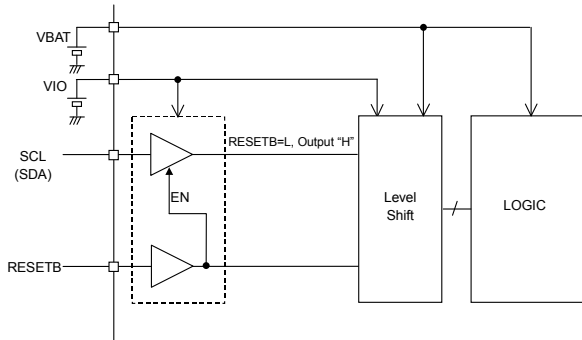 VBAT
VIO
SCL
(SDA)
RESETB=L, Output “H”
EN
Level
Shift
LOGIC
RESETB